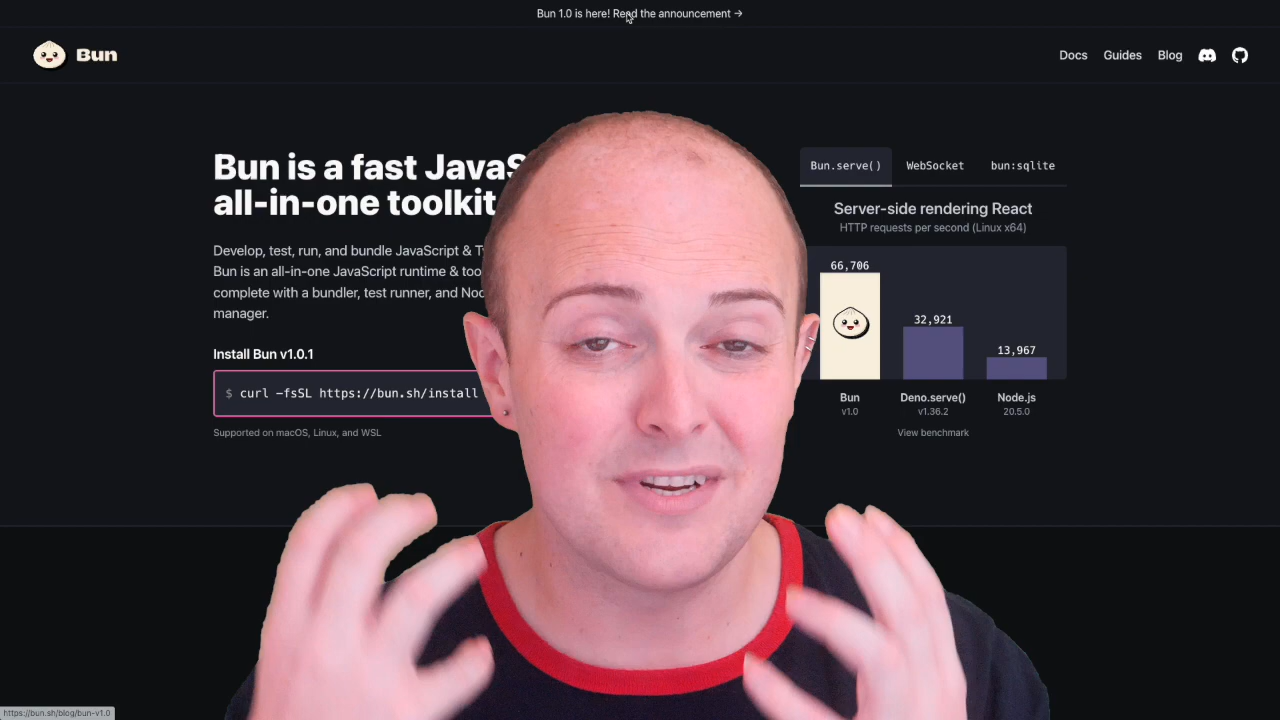 Bun 1.0 is here! Read the announcement →
Bun
Docs Guides Blog
Bun is a fast
all-in-one toolkit
Develop, test, run, and bundle JavaScript &
Bun is an all-in-one JavaScript runtime &
complete with a bundler, test runner, and
manager.
Install Bun v1.0.1
$ curl -fsSL https://bun.sh/install
Supported on macOS, Linux, and WSL
Bun.serve() WebSocket bun:sqlite
Server-side rendering React
HTTP requests per second (Linux x64)
66,706
32,921
13,967
Bun Deno.serve() Node.js
v1.0 v1.36.2 20.5.0
View benchmark
https://bun.sh/blog/bun-v1.0